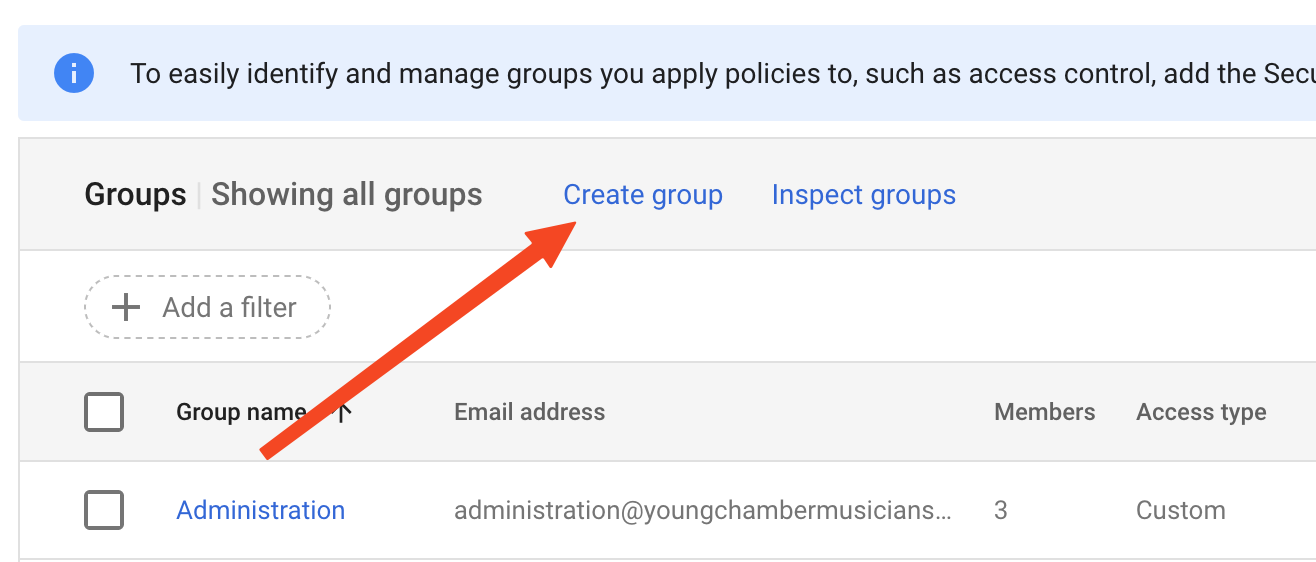 To easily identify and manage groups you apply policies to, such as access control, add the Secu
Groups | Showing all groups Create group Inspect groups
Add a filter
Group name Email address Members Access type
Administration administration@youngchambermusicians... 3 Custom